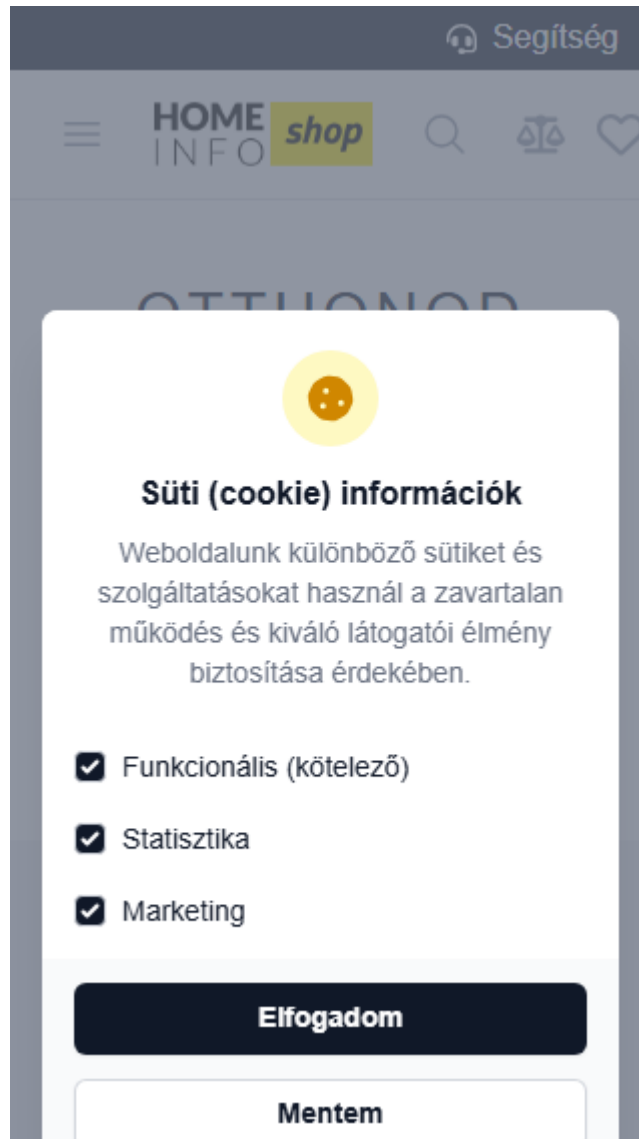 Segítség
HOME
INFO shop
Süti (cookie) információk
Weboldalunk különböző sütiket és
szolgáltatásokat használ a zavartalan
működés és kiváló látogatói élmény
biztosítása érdekében.
Funkcionális (kötelező)
Statisztika
Marketing
Elfogadom
Mentem